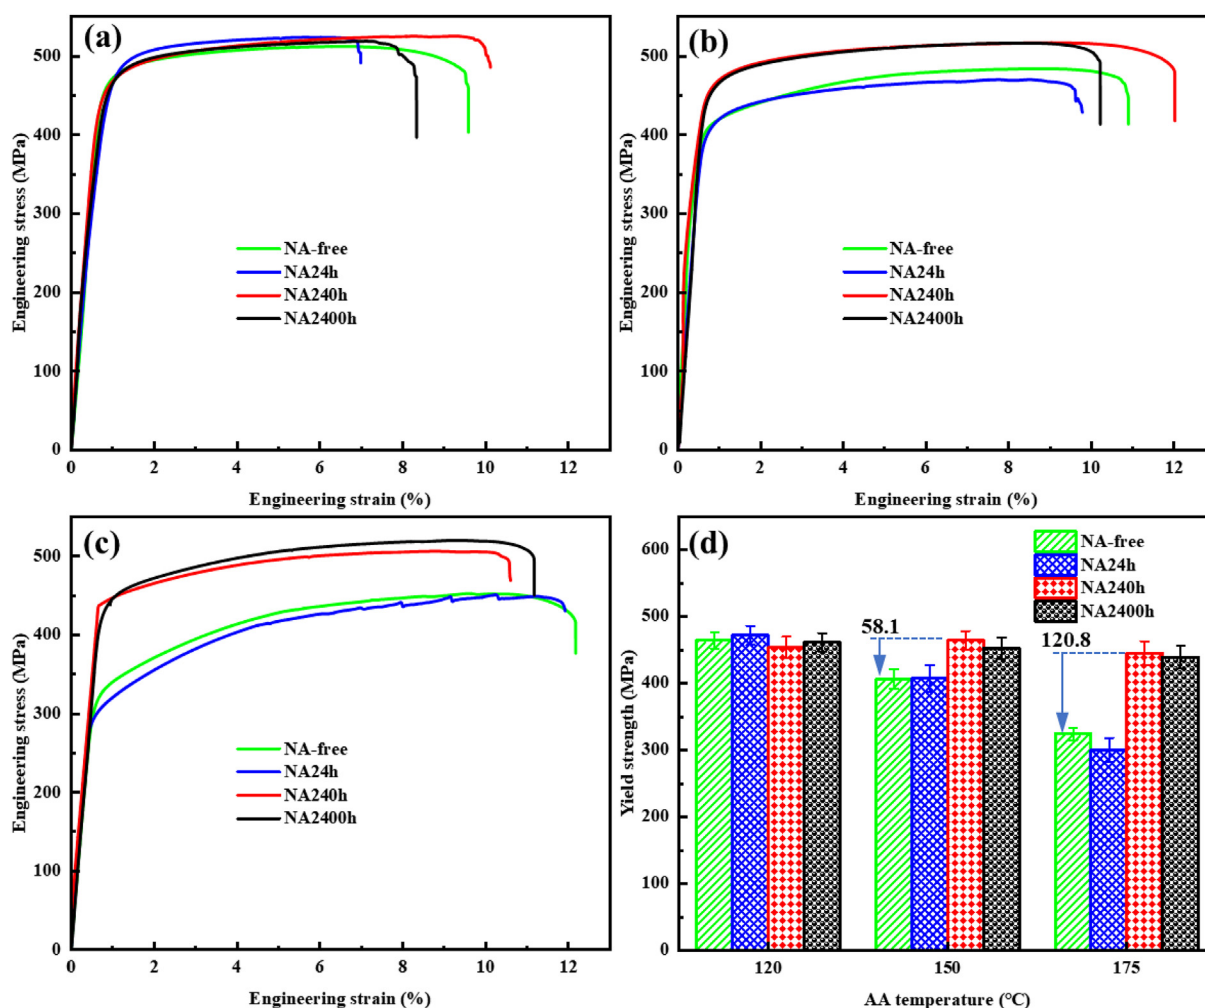 (a)
500
400
300
200
100
0
Engineering stress (MPa)
NA-free
NA24h
NA240h
NA2400h
0 2 4 6 8 10 12
Engineering strain (%)
(b)
500
400
300
200
100
0
Engineering stress (MPa)
NA-free
NA24h
NA240h
NA2400h
0 2 4 6 8 10 12
Engineering strain (%)
(c)
500
400
300
200
100
0
Engineering stress (MPa)
NA-free
NA24h
NA240h
NA2400h
0 2 4 6 8 10 12
Engineering strain (%)
(d)
NA-free
NA24h
NA240h
NA2400h
600
500
400
300
200
100
0
Yield strength (MPa)
58.1
120.8
120 150 175
AA temperature (°C)